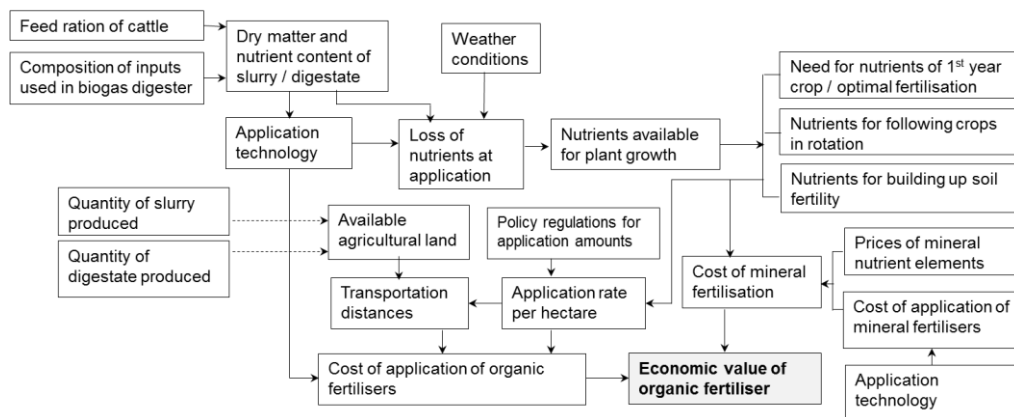 Feed ration of cattle
Composition of inputs
used in biogas digester
Dry matter and
nutrient content of
slurry / digestate
Weather
conditions
Application
technology
Loss of
nutrients at
application
Nutrients available
for plant growth
Need for nutrients of 1st year
crop / optimal fertilisation
Nutrients for following crops
in rotation
Nutrients for building up soil
fertility
Quantity of slurry
produced
Quantity of
digestate produced
Available
agricultural land
Policy regulations for
application amounts
Transportation
distances
Application rate
per hectare
Cost of mineral
fertilisation
Prices of mineral
nutrient elements
Cost of application of
mineral fertilisers
Cost of application of organic
fertilisers
Economic value of
organic fertiliser
Application
technology